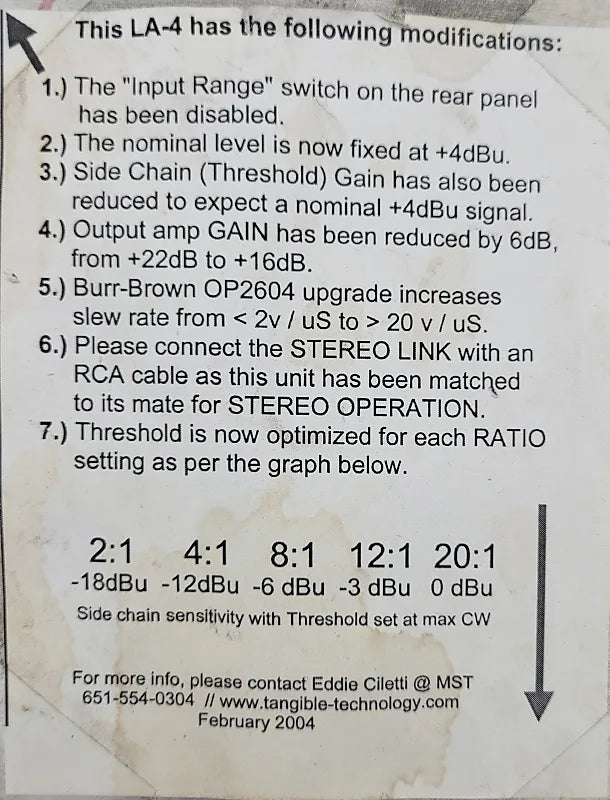 This LA-4 has the following modifications:
1.) The "Input Range" switch on the rear panel
has been disabled.
2.) The nominal level is now fixed at +4dBu.
3.) Side Chain (Threshold) Gain has also been
reduced to expect a nominal +4dBu signal.
4.) Output amp GAIN has been reduced by 6dB,
from +22dB to +16dB.
5.) Burr-Brown OP2604 upgrade increases
slew rate from < 2v / uS to > 20 v / uS.
6.) Please connect the STEREO LINK with an
RCA cable as this unit has been matched
to its mate for STEREO OPERATION.
7.) Threshold is now optimized for each RATIO
setting as per the graph below.
2:1 4:1 8:1 12:1 20:1
-18dBu -12dBu -6 dBu -3 dBu 0 dBu
Side chain sensitivity with Threshold set at max CW
For more info, please contact Eddie Ciletti @ MST
651-554-0304 // www.tangible-technology.com
February 2004